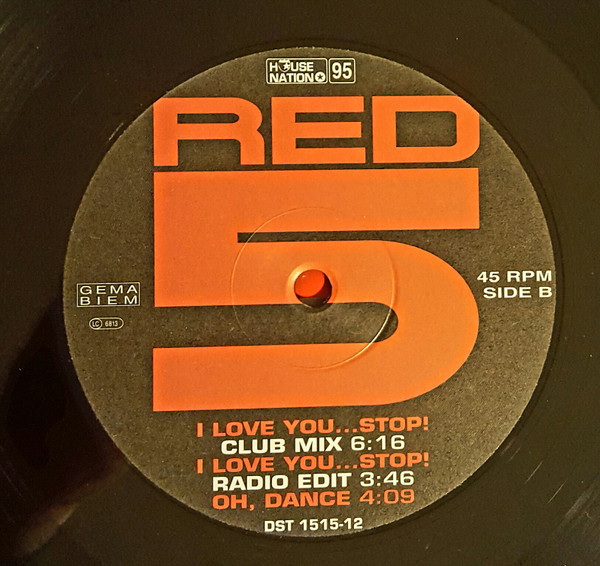 HOUSE
NATION 95
RED
5
GEMA
BIEM
LC 6813
45 RPM
SIDE B
I LOVE YOU...STOP!
CLUB MIX 6:16
I LOVE YOU...STOP!
RADIO EDIT 3:46
OH, DANCE 4:09
DST 1515-12